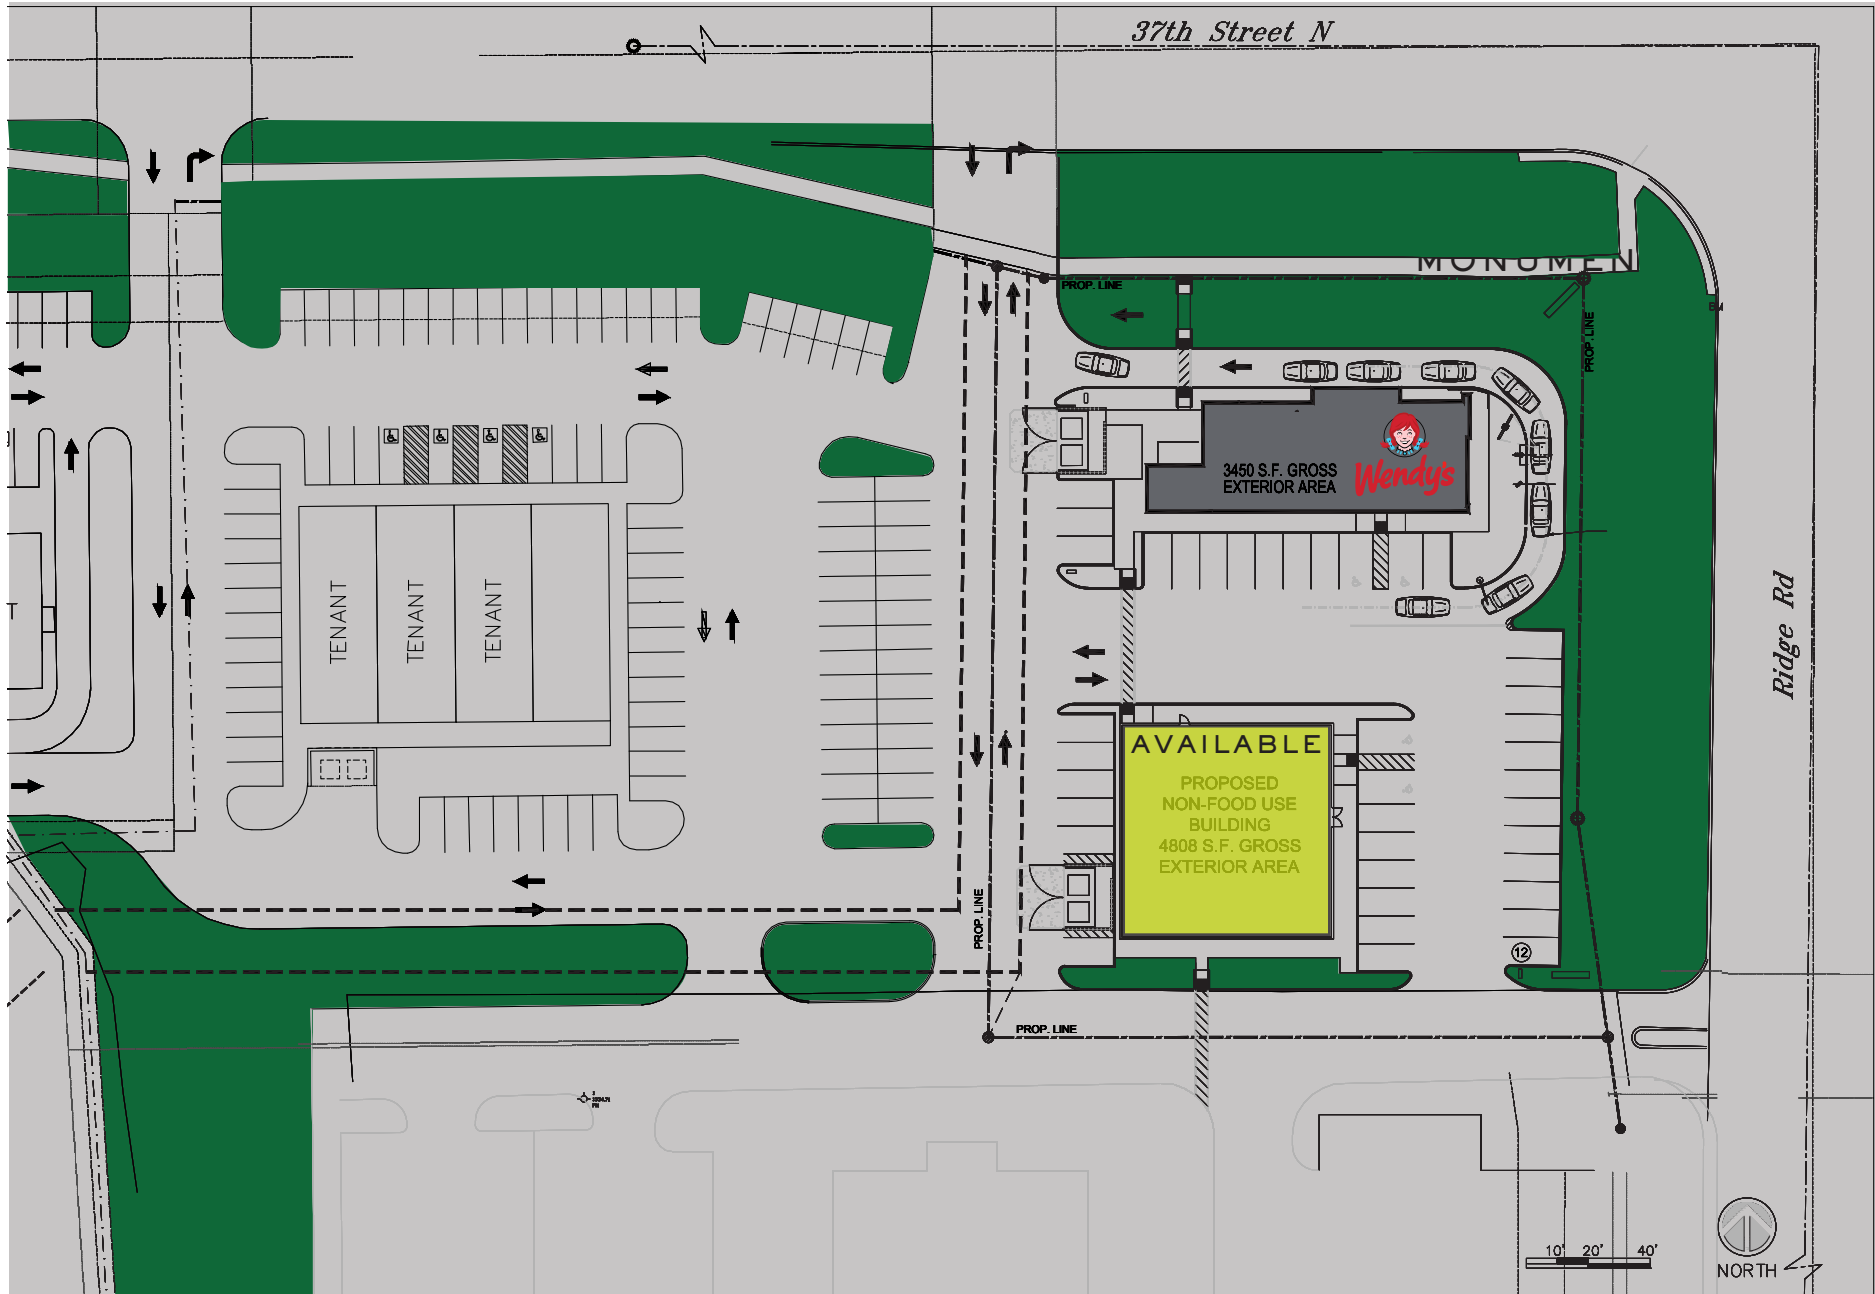 37th Street N
MONUMEN
PROP. LINE
PROP. LINE
3450 S.F. GROSS
EXTERIOR AREA
Wendy's
TENANT
TENANT
TENANT
T
Ridge Rd
AVAILABLE
PROPOSED
NON-FOOD USE
BUILDING
4808 S.F. GROSS
EXTERIOR AREA
PROP. LINE
12
PROP. LINE
10' 20' 40'
NORTH